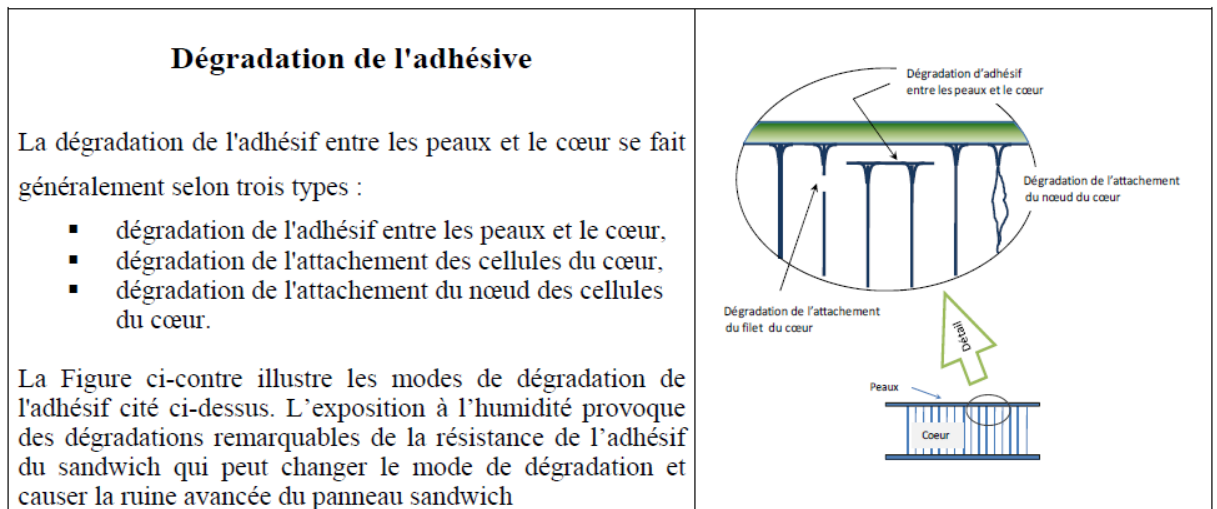 Dégradation de l'adhésive
La dégradation de l'adhésif entre les peaux et le cœur se fait
généralement selon trois types :
▪ dégradation de l'adhésif entre les peaux et le cœur,
▪ dégradation de l'attachement des cellules du cœur,
▪ dégradation de l'attachement du nœud des cellules
du cœur.
La Figure ci-contre illustre les modes de dégradation de
l'adhésif cité ci-dessus. L’exposition à l’humidité provoque
des dégradations remarquables de la résistance de l’adhésif
du sandwich qui peut changer le mode de dégradation et
causer la ruine avancée du panneau sandwich
Dégradation d’adhésif
entre les peaux et le cœur
Dégradation de l’attachement
du nœud du cœur
Dégradation de l’attachement
du filet du cœur
Détail
Peaux
Coeur